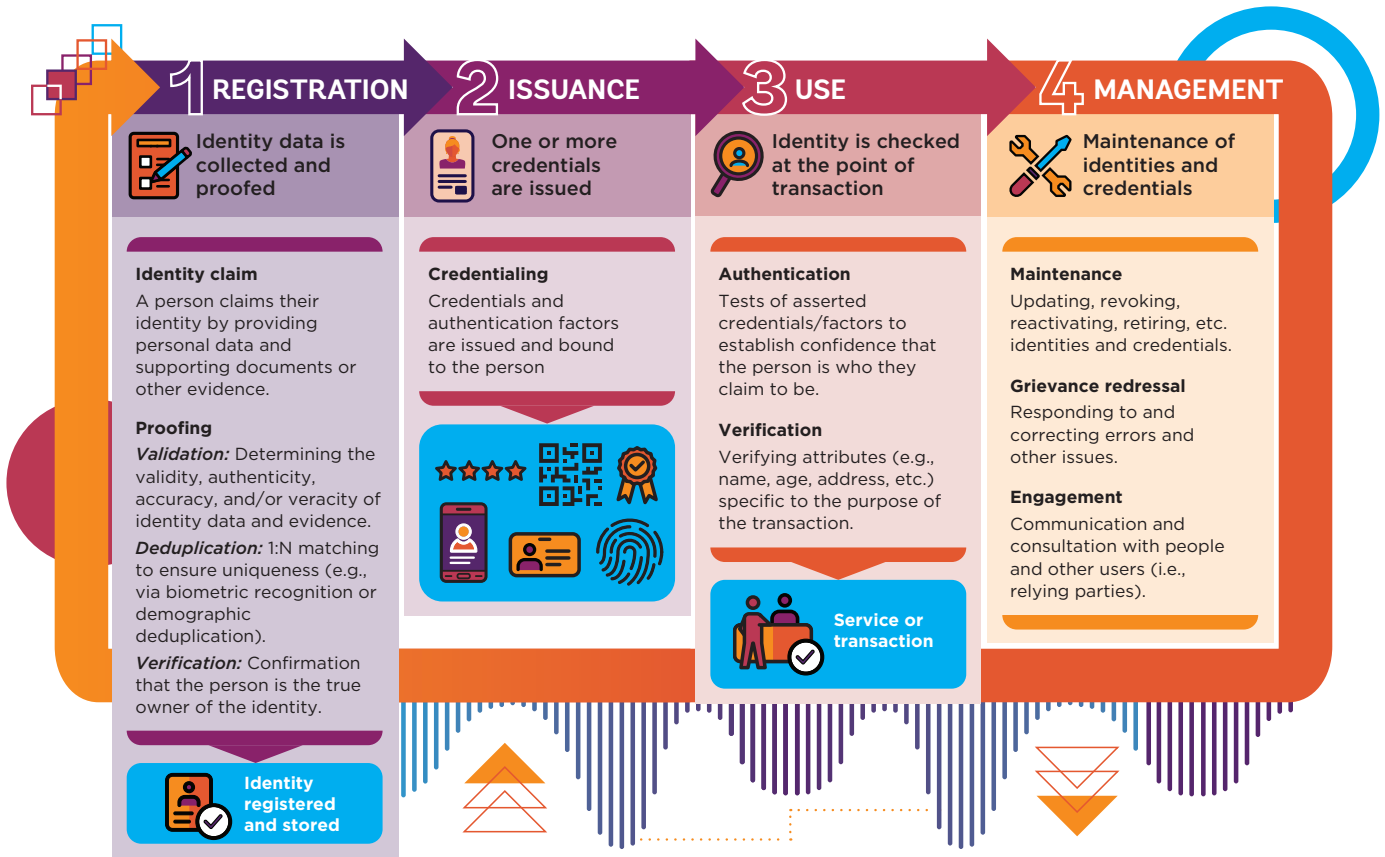 1 REGISTRATION
Identity data is
collected and
proofed
Identity claim
A person claims their
identity by providing
personal data and
supporting documents or
other evidence.
Proofing
Validation: Determining the
validity, authenticity,
accuracy, and/or veracity of
identity data and evidence.
Deduplication: 1:N matching
to ensure uniqueness (e.g.,
via biometric recognition or
demographic
deduplication).
Verification: Confirmation
that the person is the true
owner of the identity.
Identity
registered
and stored
2 ISSUANCE
One or more
credentials
are issued
Credentialing
Credentials and
authentication factors
are issued and bound
to the person
3 USE
Identity is checked
at the point of
transaction
Authentication
Tests of asserted
credentials/factors to
establish confidence that
the person is who they
claim to be.
Verification
Verifying attributes (e.g.,
name, age, address, etc.)
specific to the purpose of
the transaction.
Service or
transaction
4 MANAGEMENT
Maintenance of
identities and
credentials
Maintenance
Updating, revoking,
reactivating, retiring, etc.
identities and credentials.
Grievance redressal
Responding to and
correcting errors and
other issues.
Engagement
Communication and
consultation with people
and other users (i.e.,
relying parties).